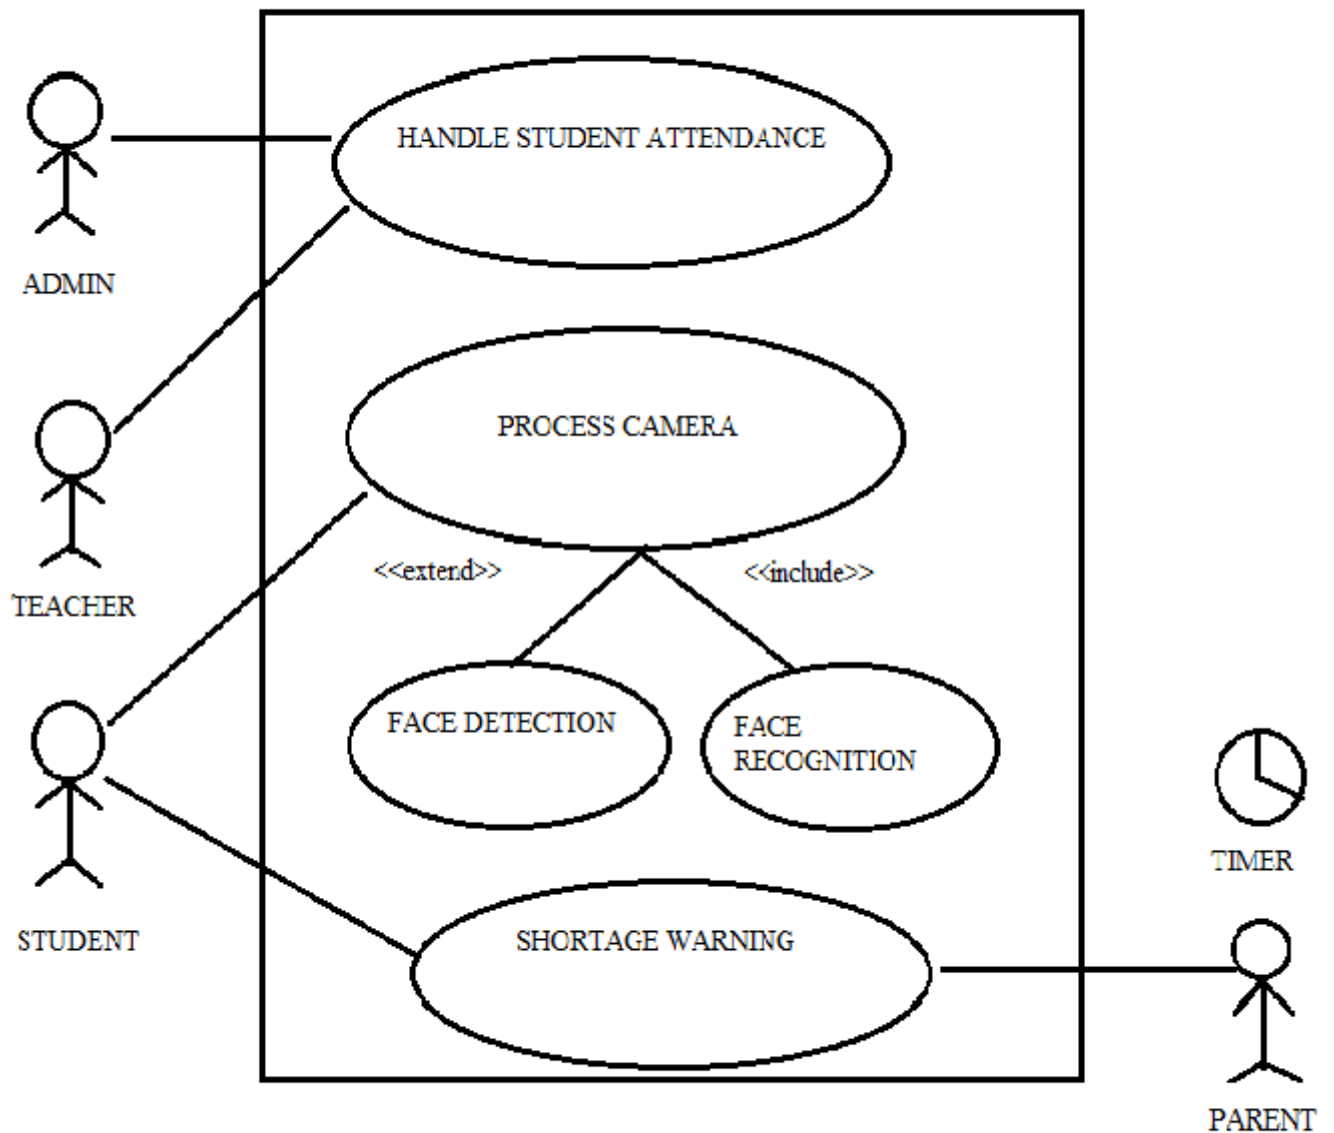 HANDLE STUDENT ATTENDANCE
ADMIN
PROCESS CAMERA
<<extend>>
<<include>>
TEACHER
FACE DETECTION
FACE
RECOGNITION
TIMER
STUDENT
SHORTAGE WARNING
PARENT